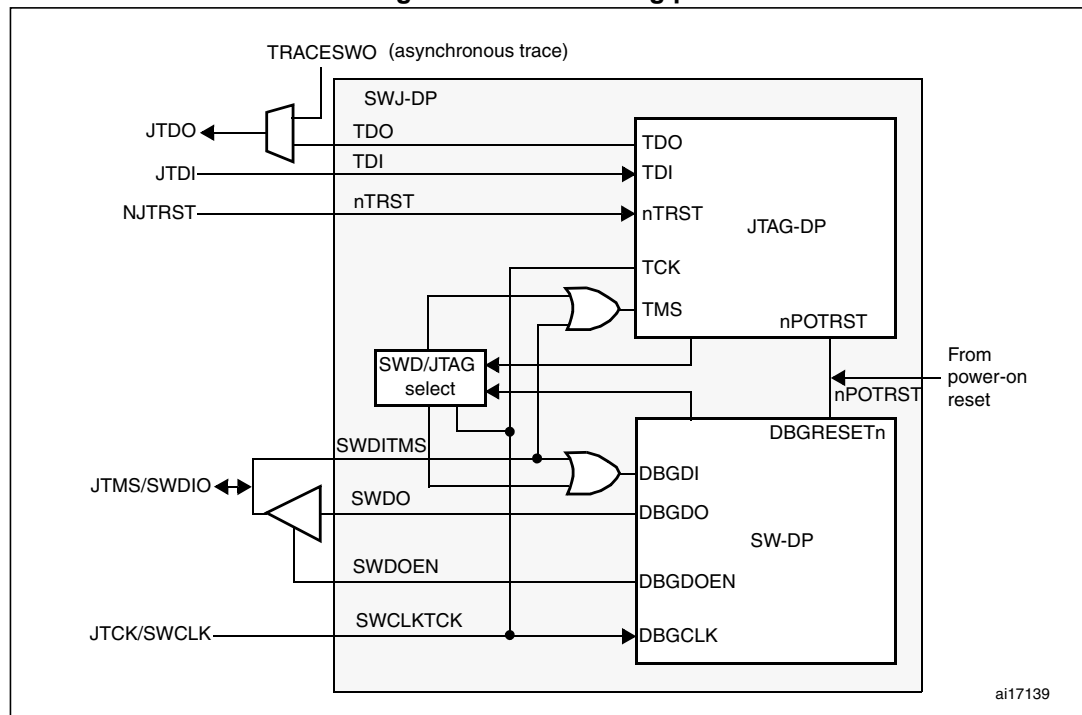 TRACESWO (asynchronous trace)
SWJ-DP
JTDO
TDO
TDO
JTDI
TDI
TDI
NJTRST
nTRST
nTRST
JTAG-DP
TCK
TMS
nPOTRST
SWD/JTAG
select
From
power-on
reset
nPOTRST
DBGRESETn
SWDITMS
DBGDI
JTMS/SWDIO
SWDO
DBGDO
SW-DP
SWDOEN
DBGDOEN
JTCK/SWCLK
SWCLKTCK
DBGCLK
ai17139